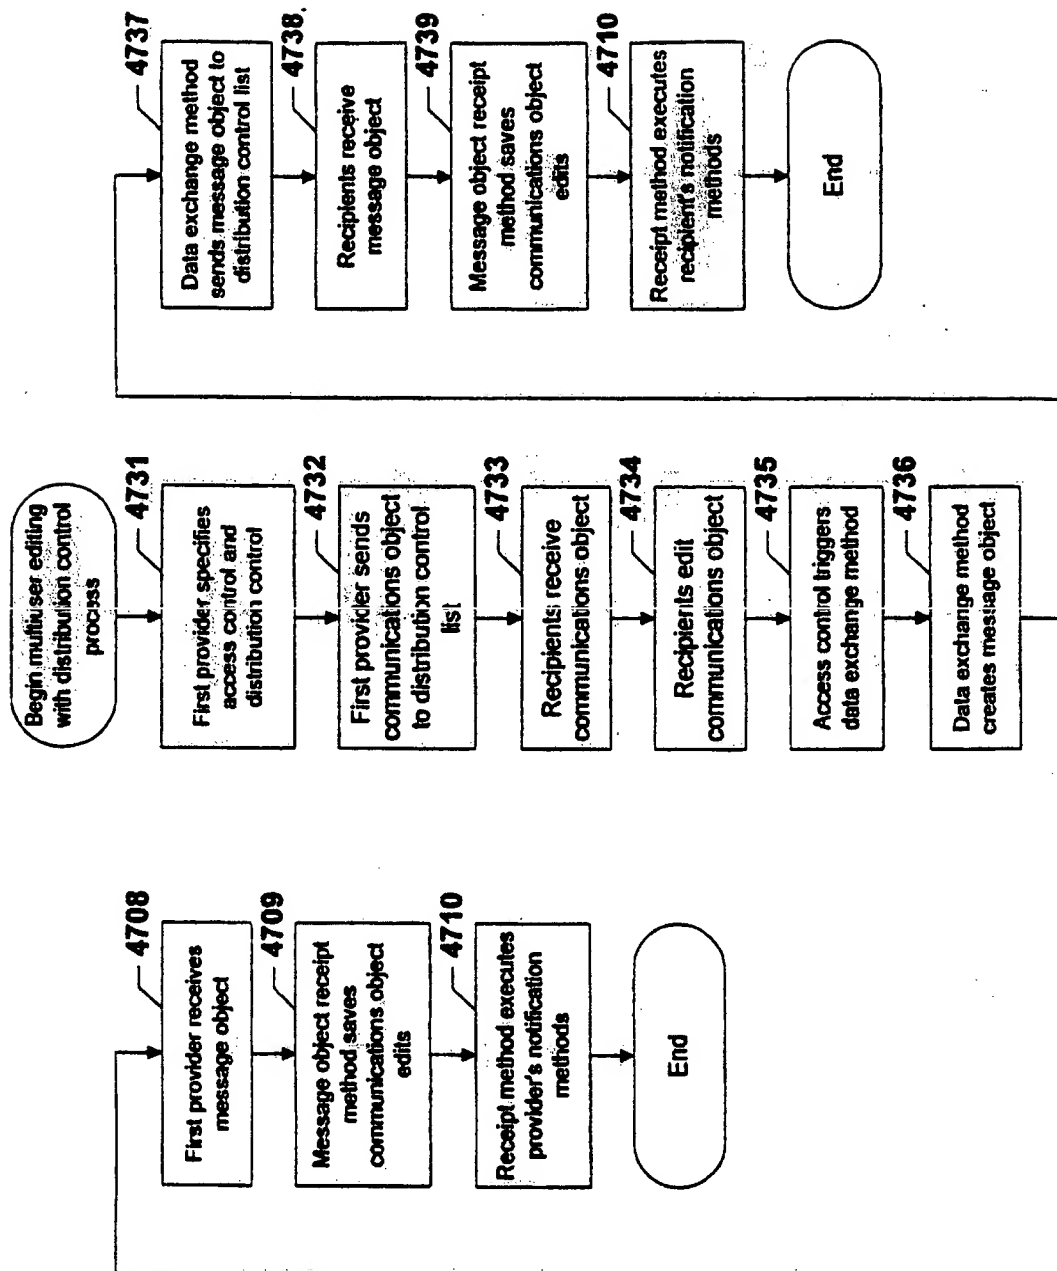 4708
First provider receives
message object
4709
Message object receipt
method saves
communications object
edits
4710
Receipt method executes
provider's notification
methods
End
Begin multiuser editing
with distribution control
process
4731
First provider specifies
access control and
distribution control
4732
First provider sends
communications object
to distribution control
list
4733
Recipients receive
communications object
4734
Recipients edit
communications object
4735
Access control triggers
data exchange method
4736
Data exchange method
creates message object
4737
Data exchange method
sends message object to
distribution control list
4738.
Recipients receive
message object
4739
Message object receipt
method saves
communications object
edits
4710
Receipt method executes
recipient's notification
methods
End